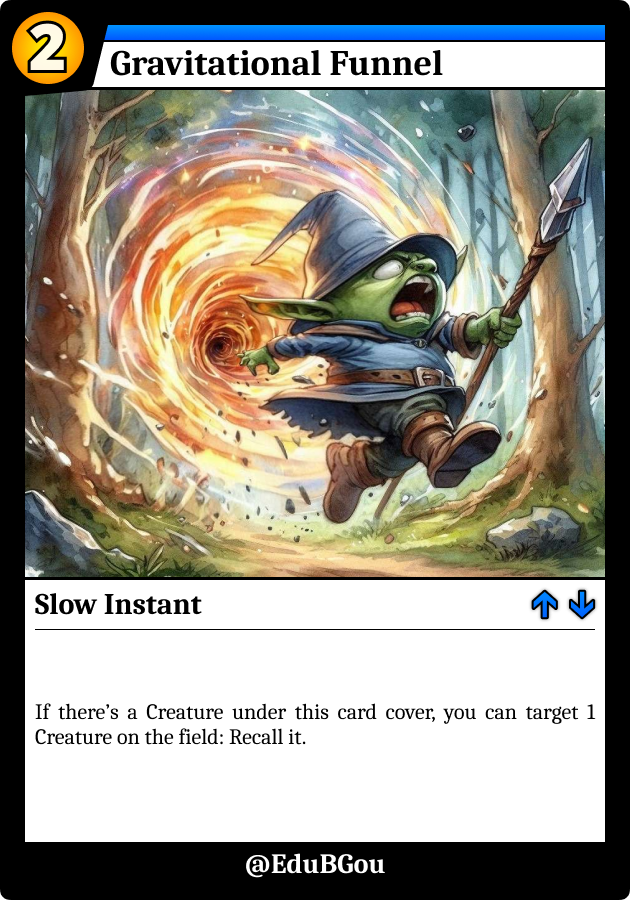 2
Gravitational Funnel
Slow Instant
If there’s a Creature under this card cover, you can target 1
Creature on the field: Recall it.
@EduBGou